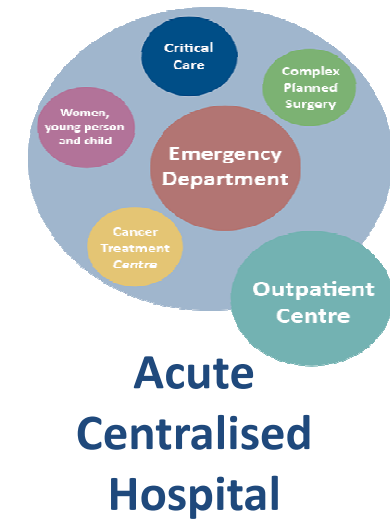 Critical
Care
Complex
Planned
Surgery
Women,
young person
and child
Emergency
Department
Cancer
Treatment
Centre
Outpatient
Centre
Acute
Centralised
Hospital